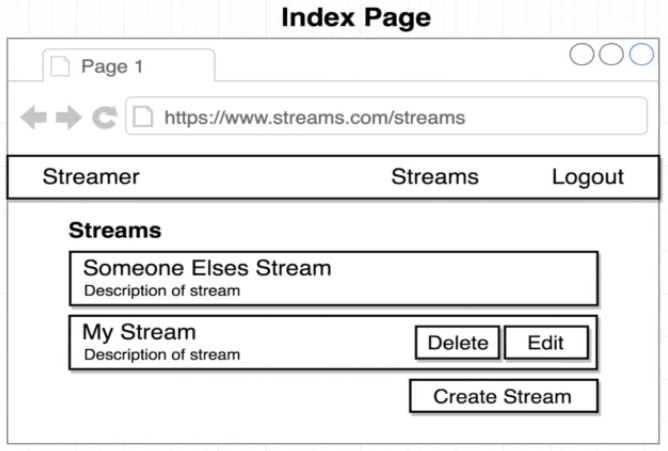 Index Page
Page 1
https://www.streams.com/streams
Streamer Streams Logout
Streams
Someone Elses Stream
Description of stream
My Stream
Description of stream
Delete Edit
Create Stream